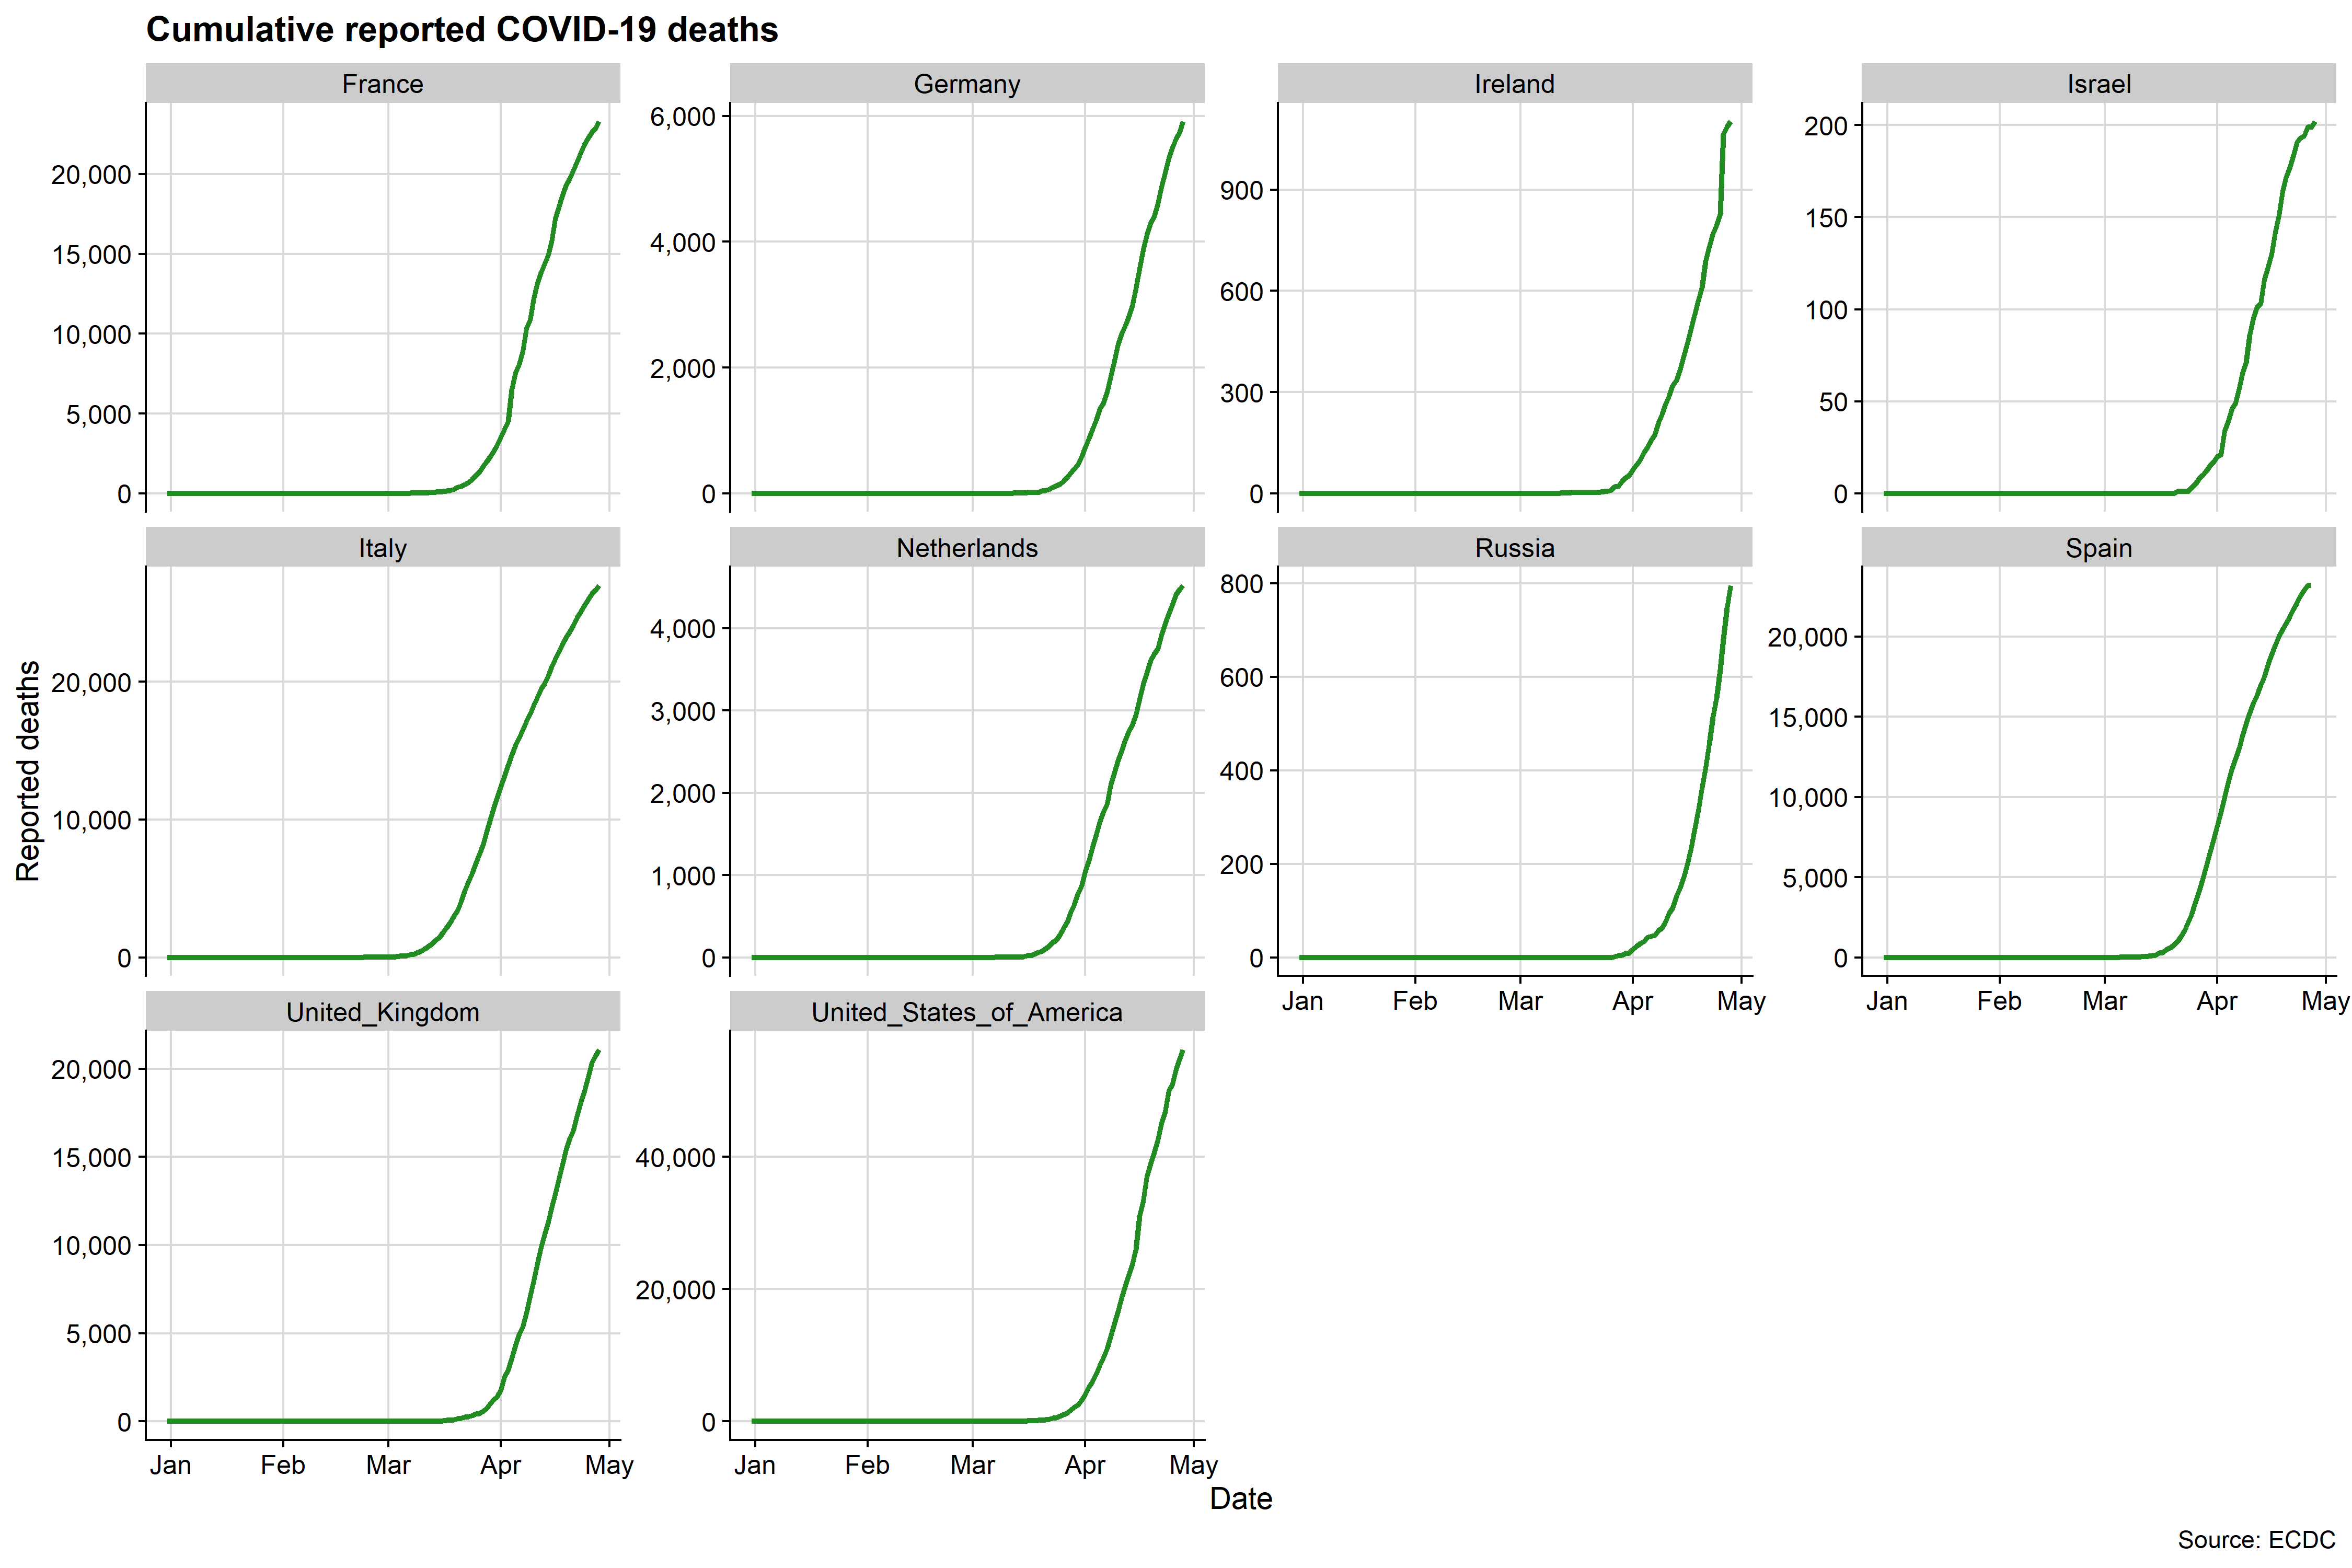 Cumulative reported COVID-19 deaths
France
Germany
Ireland
Israel
20,000
15,000
10,000
5,000
0
6,000
4,000
2,000
0
900
600
300
0
200
150
100
50
0
Italy
Netherlands
Russia
Spain
20,000
10,000
0
4,000
3,000
2,000
1,000
0
800
600
400
200
0
20,000
15,000
10,000
5,000
0
Jan Feb Mar Apr May
Jan Feb Mar Apr May
Reported deaths
United_Kingdom
United_States_of_America
20,000
15,000
10,000
5,000
0
40,000
20,000
0
Jan Feb Mar Apr May
Jan Feb Mar Apr May
Date
Source: ECDC